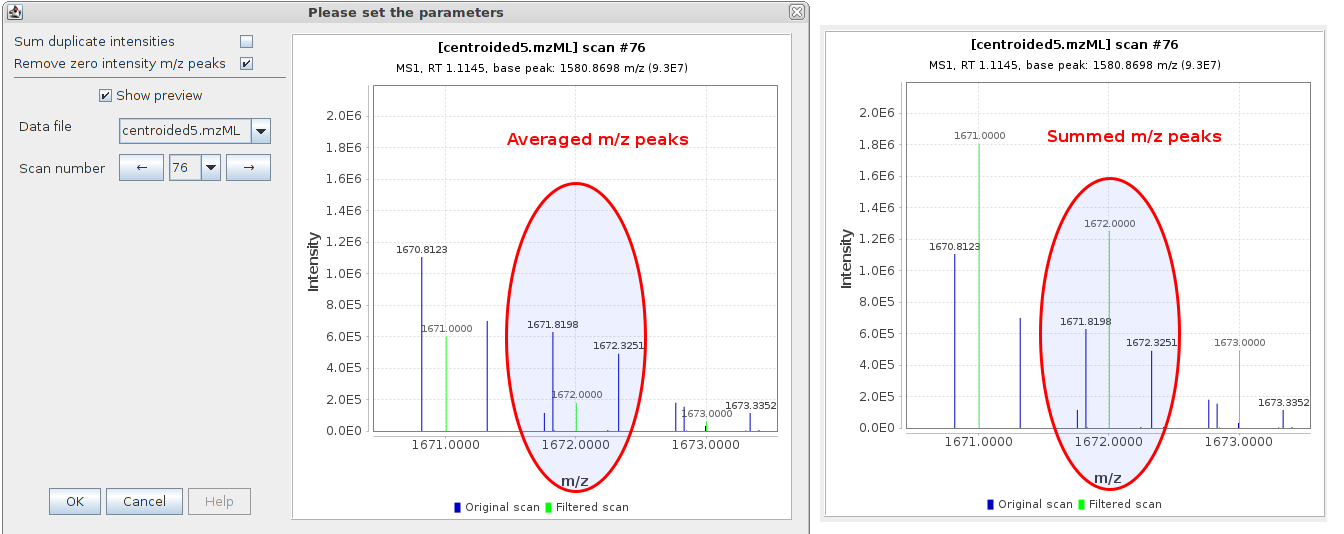 Please set the parameters
Sum duplicate intensities
Remove zero intensity m/z peaks
Show preview
Data file
centroided5.mzML
Scan number
←
76
→
OK
Cancel
Help
[centroided5.mzML] scan #76
MS1, RT 1.1145, base peak: 1580.8698 m/z (9.3E7)
Averaged m/z peaks
Intensity
2.0E6
1.8E6
1.6E6
1.4E6
1.2E6
1.0E6
8.0E5
6.0E5
4.0E5
2.0E5
0.0E0
1670.8123
1671.0000
1671.8198
1672.3251
1672.0000
1673.0000
1673.3352
1671.0000
1672.0000
1673.0000
m/z
Original scan
Filtered scan
[centroided5.mzML] scan #76
MS1, RT 1.1145, base peak: 1580.8698 m/z (9.3E7)
Summed m/z peaks
Intensity
2.0E6
1.8E6
1.6E6
1.4E6
1.2E6
1.0E6
8.0E5
6.0E5
4.0E5
2.0E5
0.0E0
1671.0000
1670.8123
1672.0000
1671.8198
1672.3251
1673.0000
1673.3352
1671.0000
1672.0000
1673.0000
m/z
Original scan
Filtered scan